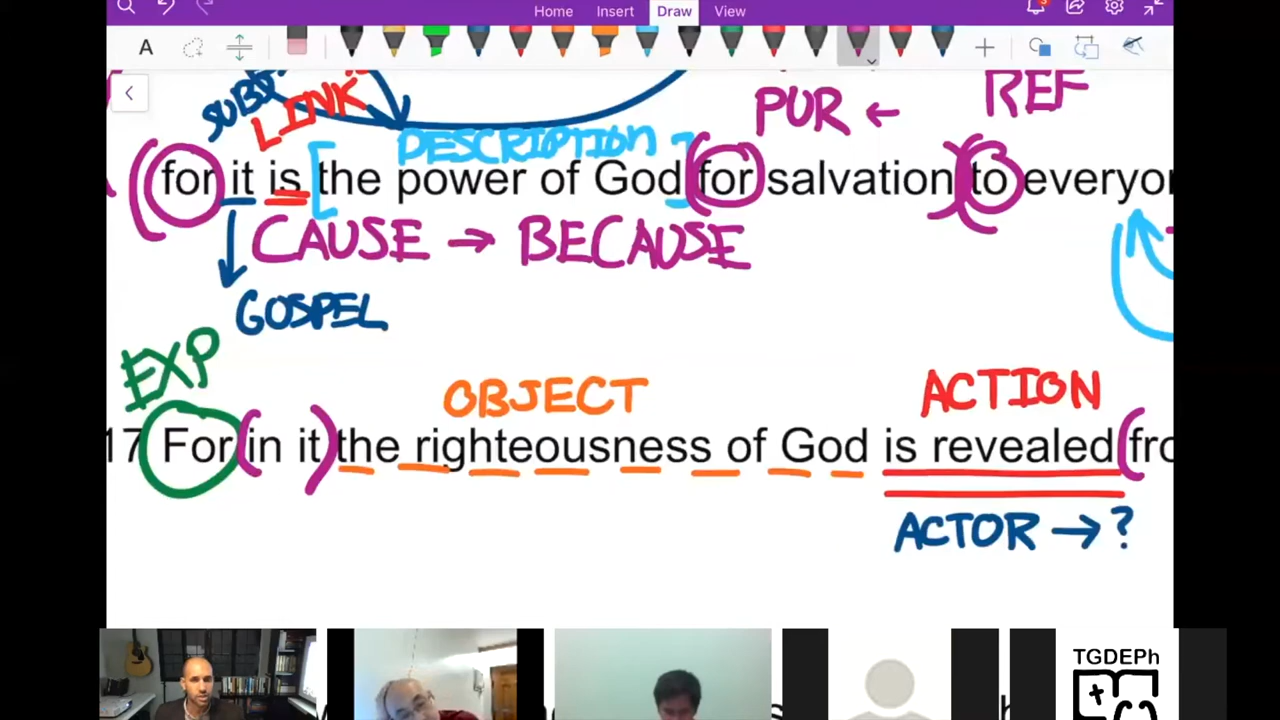 Home Insert Draw View
A
SUBJ LINK PUR ← REF
DESCRIPTION
for it is the power of God for salvation to everyon
CAUSE → BECAUSE
GOSPEL
EXP OBJECT ACTION
17 For in it the righteousness of God is revealed fro
ACTOR → ?
TGDEPh